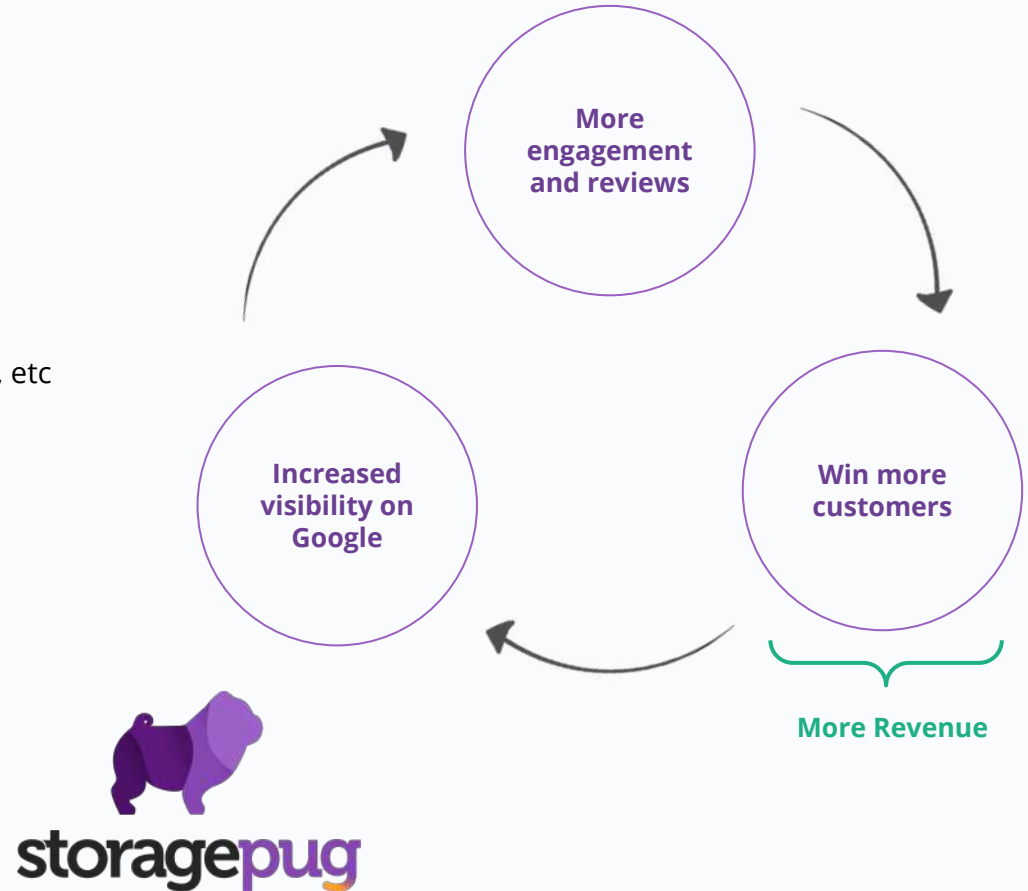 More
engagement
and reviews
, etc
Increased
visibility on
Google
Win more
customers
More Revenue
storagepug